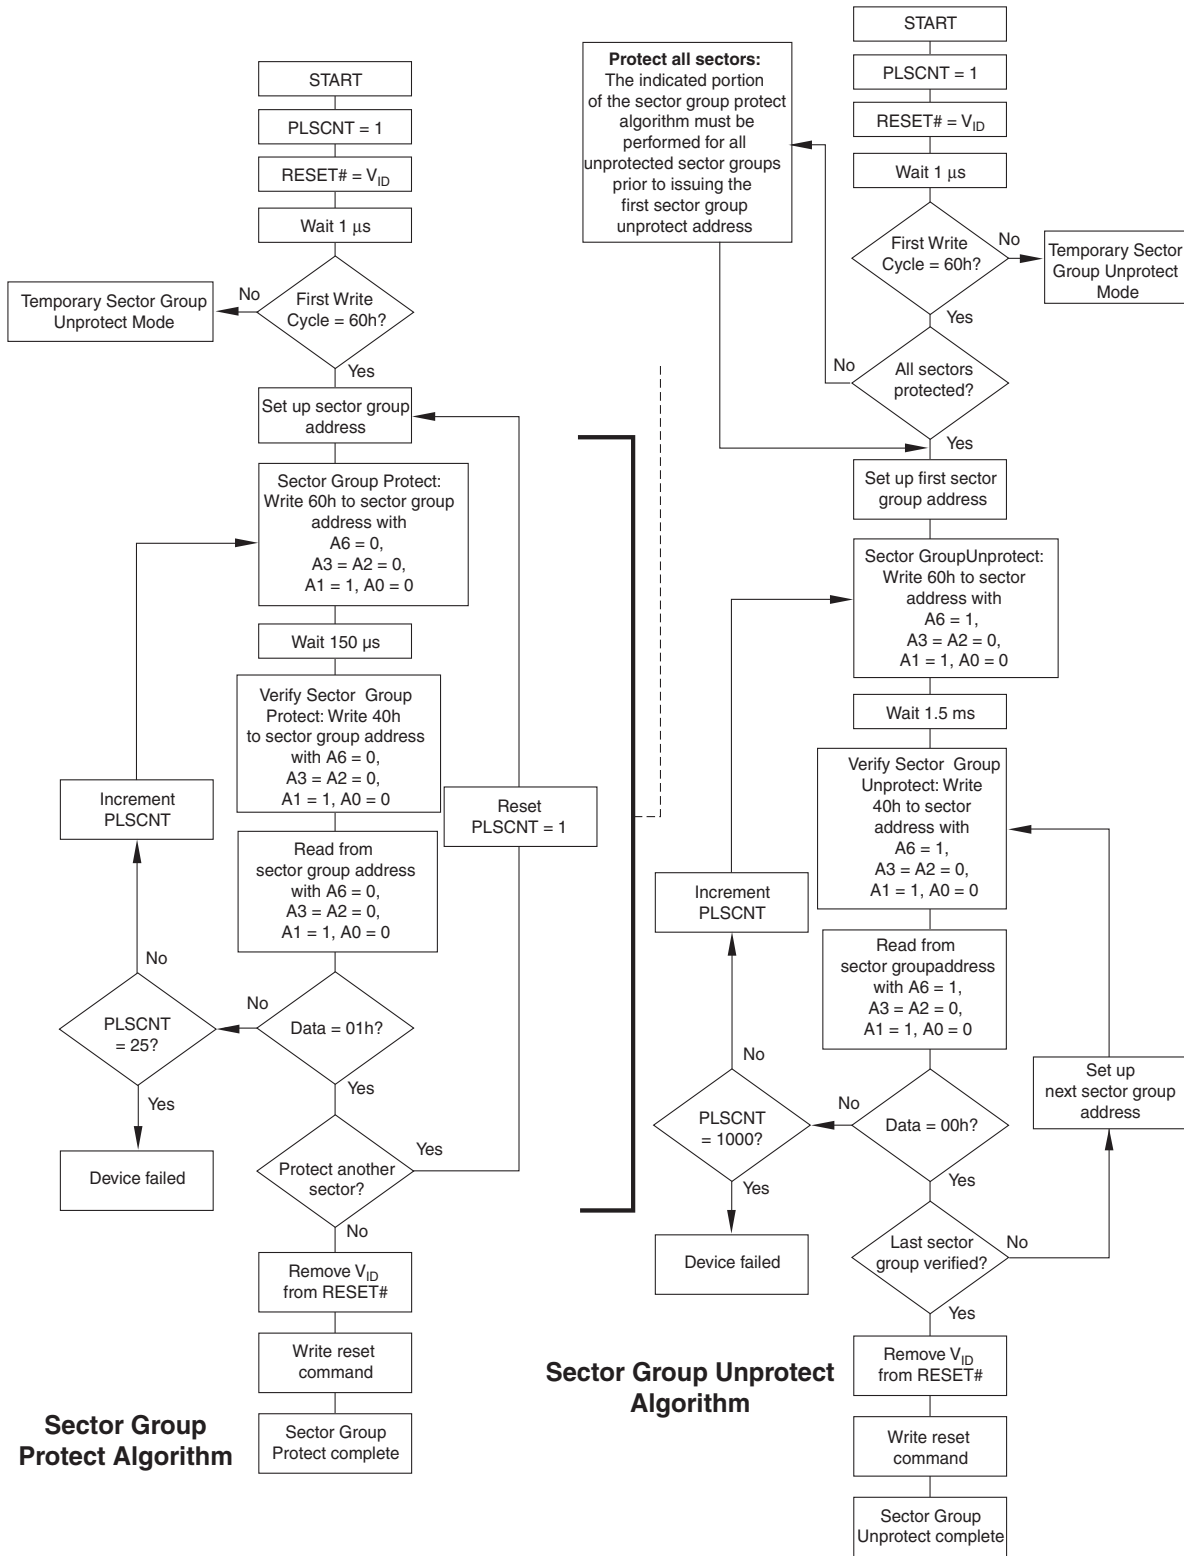 START
PLSCNT = 1
RESET# = VID
Wait 1 µs
First Write
Cycle = 60h?
No
Temporary Sector Group
Unprotect Mode
Yes
Set up sector group
address
Sector Group Protect:
Write 60h to sector group
address with
A6 = 0,
A3 = A2 = 0,
A1 = 1, A0 = 0
Wait 150 µs
Verify Sector Group
Protect: Write 40h
to sector group address
with A6 = 0,
A3 = A2 = 0,
A1 = 1, A0 = 0
Increment
PLSCNT
Reset
PLSCNT = 1
Read from
sector group address
with A6 = 0,
A3 = A2 = 0,
A1 = 1, A0 = 0
No
No
PLSCNT
= 25?
Data = 01h?
Yes
Yes
Device failed
Protect another
sector?
Yes
No
Remove VID
from RESET#
Write reset
command
Sector Group
Protect complete
Sector Group
Protect Algorithm
Protect all sectors:
The indicated portion
of the sector group protect
algorithm must be
performed for all
unprotected sector groups
prior to issuing the
first sector group
unprotect address
START
PLSCNT = 1
RESET# = VID
Wait 1 µs
First Write
Cycle = 60h?
No
Temporary Sector
Group Unprotect
Mode
Yes
No
All sectors
protected?
Yes
Set up first sector
group address
Sector GroupUnprotect:
Write 60h to sector
address with
A6 = 1,
A3 = A2 = 0,
A1 = 1, A0 = 0
Wait 1.5 ms
Verify Sector Group
Unprotect: Write
40h to sector
address with
A6 = 1,
A3 = A2 = 0,
A1 = 1, A0 = 0
Increment
PLSCNT
Read from
sector groupaddress
with A6 = 1,
A3 = A2 = 0,
A1 = 1, A0 = 0
No
No
PLSCNT
= 1000?
Data = 00h?
Set up
next sector group
address
Yes
Yes
Device failed
Last sector
group verified?
No
Yes
Remove VID
from RESET#
Write reset
command
Sector Group
Unprotect complete
Sector Group Unprotect
Algorithm